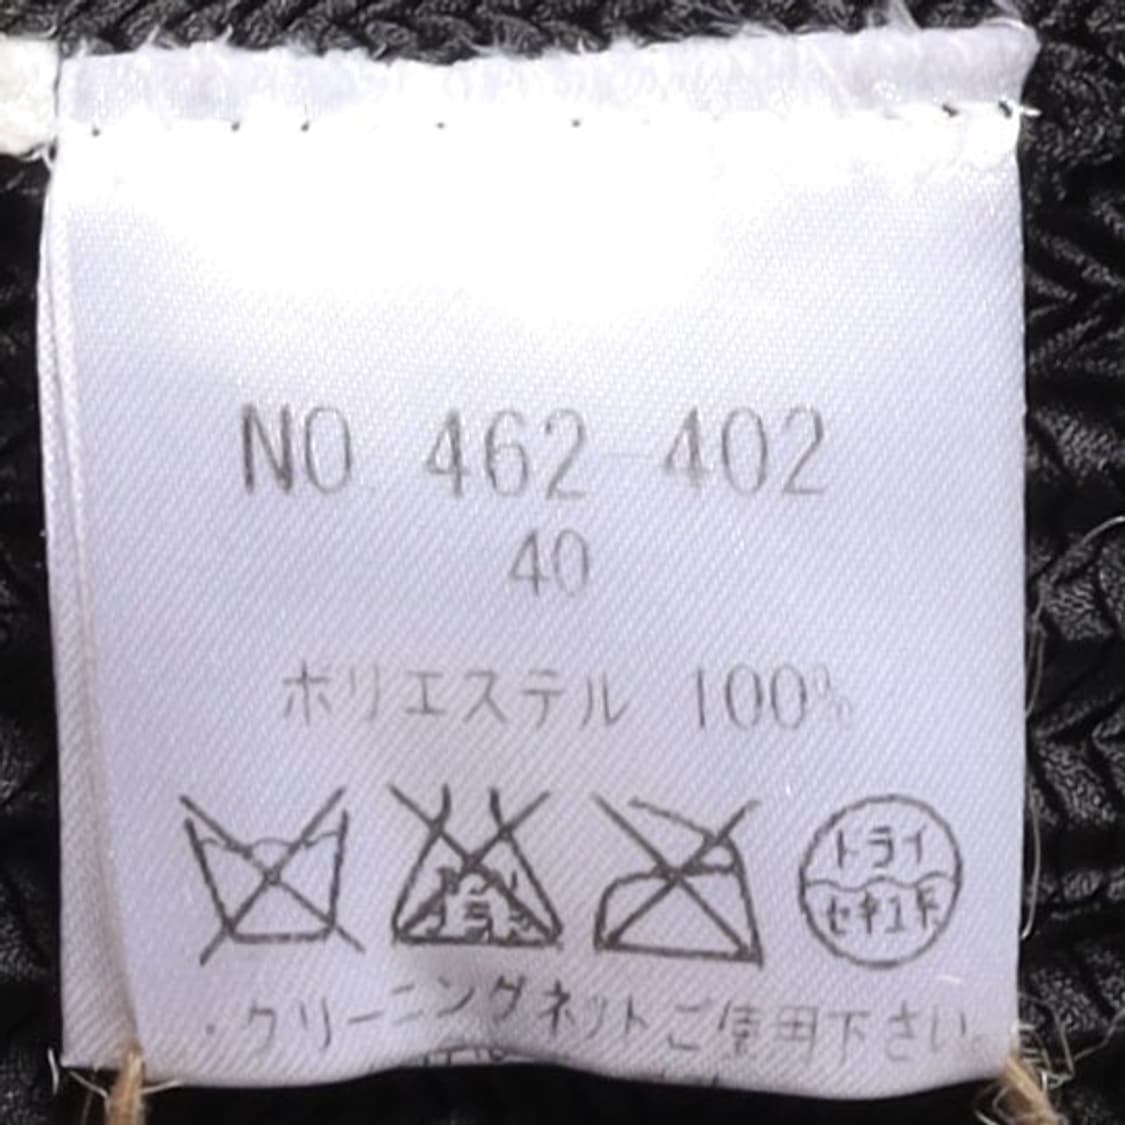 NO. 462-402
40
ポリエステル 100%
ドライ
セキユ系
・クリーニングネットご使用下さい。